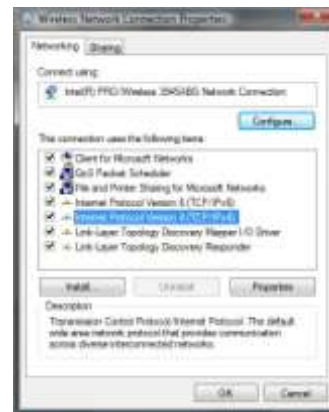 Wireless Network Connection Properties
Networking Sharing
Connect using:
Intel(R) PRO/Wireless 3945ABG Network Connection
Configure...
This connection uses the following items:
Client for Microsoft Networks
QoS Packet Scheduler
File and Printer Sharing for Microsoft Networks
Internet Protocol Version 6 (TCP/IPv6)
Internet Protocol Version 4 (TCP/IPv4)
Link-Layer Topology Discovery Mapper I/O Driver
Link-Layer Topology Discovery Responder
Install...
Uninstall
Properties
Description
Transmission Control Protocol/Internet Protocol. The default
wide area network protocol that provides communication
across diverse interconnected networks.
OK
Cancel